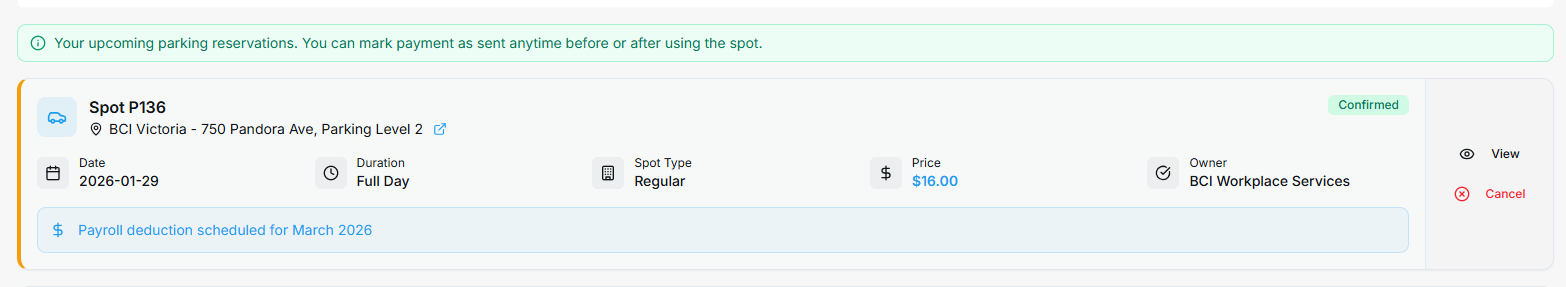 Your upcoming parking reservations. You can mark payment as sent anytime before or after using the spot.
Spot P136
Confirmed
BCI Victoria - 750 Pandora Ave, Parking Level 2
Date
2026-01-29
Duration
Full Day
Spot Type
Regular
Price
$16.00
Owner
BCI Workplace Services
Payroll deduction scheduled for March 2026
View
Cancel